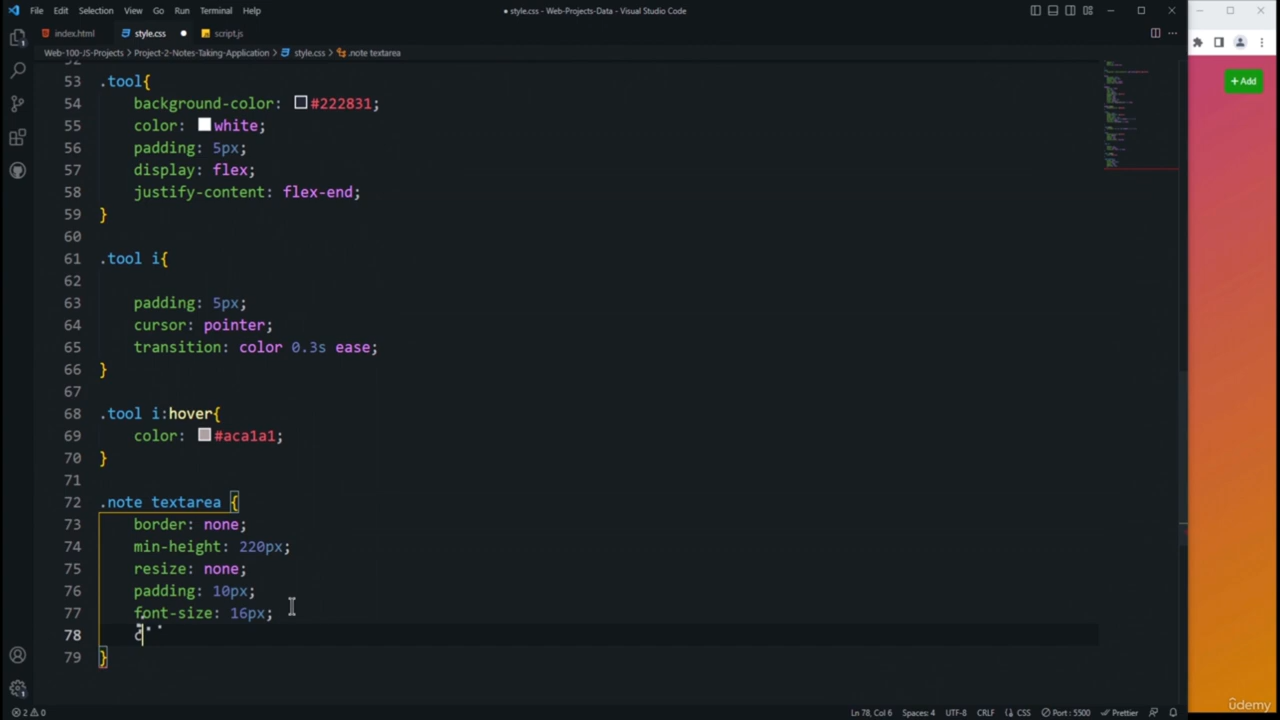 File Edit Selection View Go Run Terminal Help
● style.css - Web-Projects-Data - Visual Studio Code
index.html style.css ● script.js
Web-100-JS-Projects > Project-2-Notes-Taking-Application > style.css > .note textarea
+ Add
53 .tool{
54 background-color: #222831;
55 color: white;
56 padding: 5px;
57 display: flex;
58 justify-content: flex-end;
59 }
60
61 .tool i{
62
63 padding: 5px;
64 cursor: pointer;
65 transition: color 0.3s ease;
66 }
67
68 .tool i:hover{
69 color: #aca1a1;
70 }
71
72 .note textarea {
73 border: none;
74 min-height: 220px;
75 resize: none;
76 padding: 10px;
77 font-size: 16px;
78 c
79 }
2 0 Ln 78, Col 6 Spaces: 4 UTF-8 CRLF CSS Port : 5500 Prettier
ûdemy